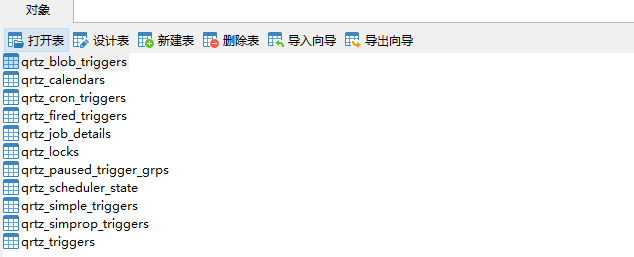 对象
打开表 设计表 新建表 删除表 导入向导 导出向导
qrtz_blob_triggers
qrtz_calendars
qrtz_cron_triggers
qrtz_fired_triggers
qrtz_job_details
qrtz_locks
qrtz_paused_trigger_grps
qrtz_scheduler_state
qrtz_simple_triggers
qrtz_simprop_triggers
qrtz_triggers